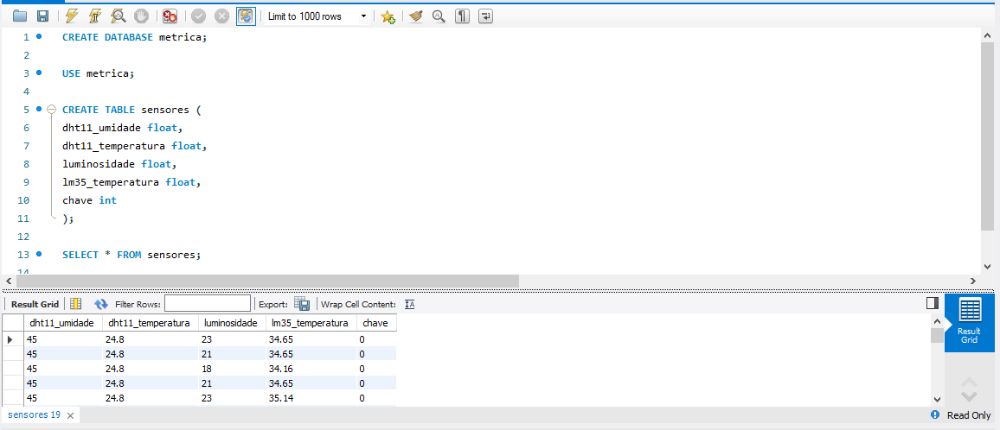 Limit to 1000 rows
1 CREATE DATABASE metrica;
2
3 USE metrica;
4
5 CREATE TABLE sensores (
6 dht11_umidade float,
7 dht11_temperatura float,
8 luminosidade float,
9 lm35_temperatura float,
10 chave int
11 );
12
13 SELECT * FROM sensores;
14
Result Grid Filter Rows: Export: Wrap Cell Content:
dht11_umidade dht11_temperatura luminosidade lm35_temperatura chave
45 24.8 23 34.65 0
45 24.8 21 34.65 0
45 24.8 18 34.16 0
45 24.8 21 34.65 0
45 24.8 23 35.14 0
Result
Grid
sensores 19
Read Only